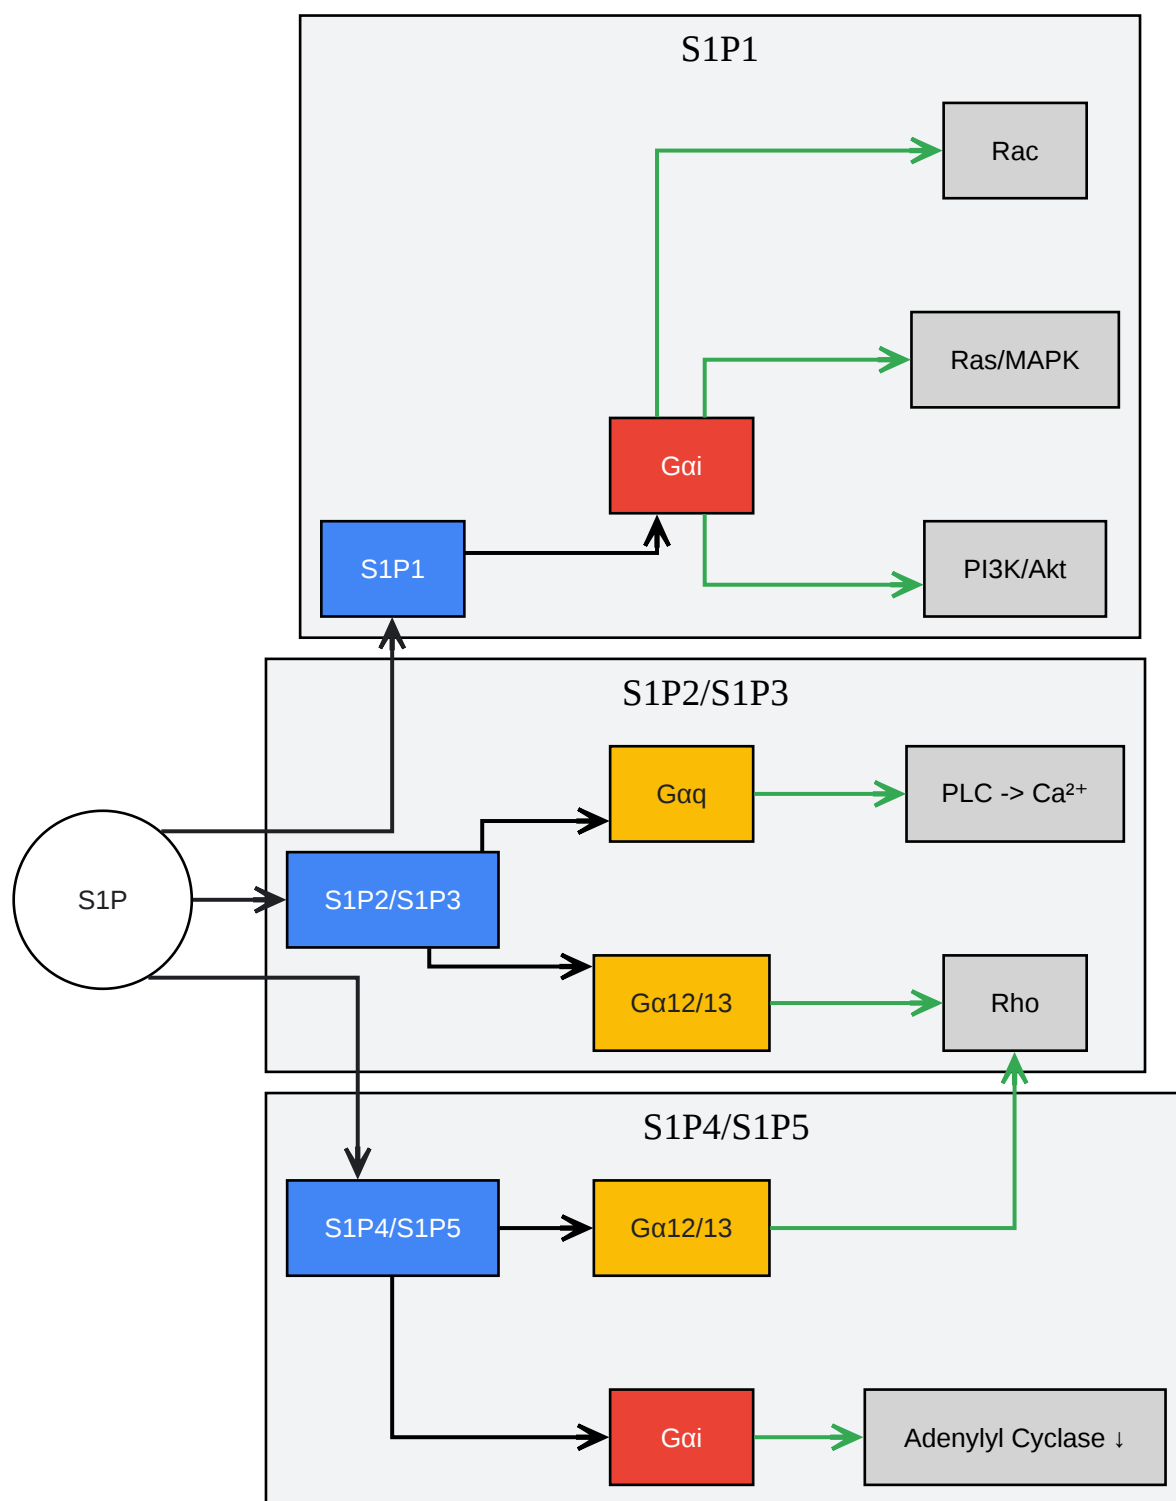 S1P1
Rac
Ras/MAPK
Gαi
S1P1
PI3K/Akt
S1P2/S1P3
Gαq
PLC -> Ca²⁺
S1P
S1P2/S1P3
Gα12/13
Rho
S1P4/S1P5
S1P4/S1P5
Gα12/13
Gαi
Adenylyl Cyclase ↓